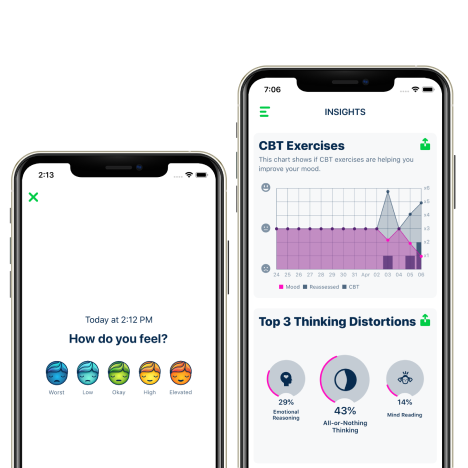 2:13
Today at 2:12 PM
How do you feel?
Worst Low Okay High Elevated
7:06
INSIGHTS
CBT Exercises
This chart shows if CBT exercises are helping you
improve your mood.
x6
x5
x4
x3
x2
x1
24 25 26 27 28 29 30 31 Apr 02 03 04 05 06
Mood Reassessed CBT
Top 3 Thinking Distortions
29%
Emotional
Reasoning
43%
All-or-Nothing
Thinking
14%
Mind Reading